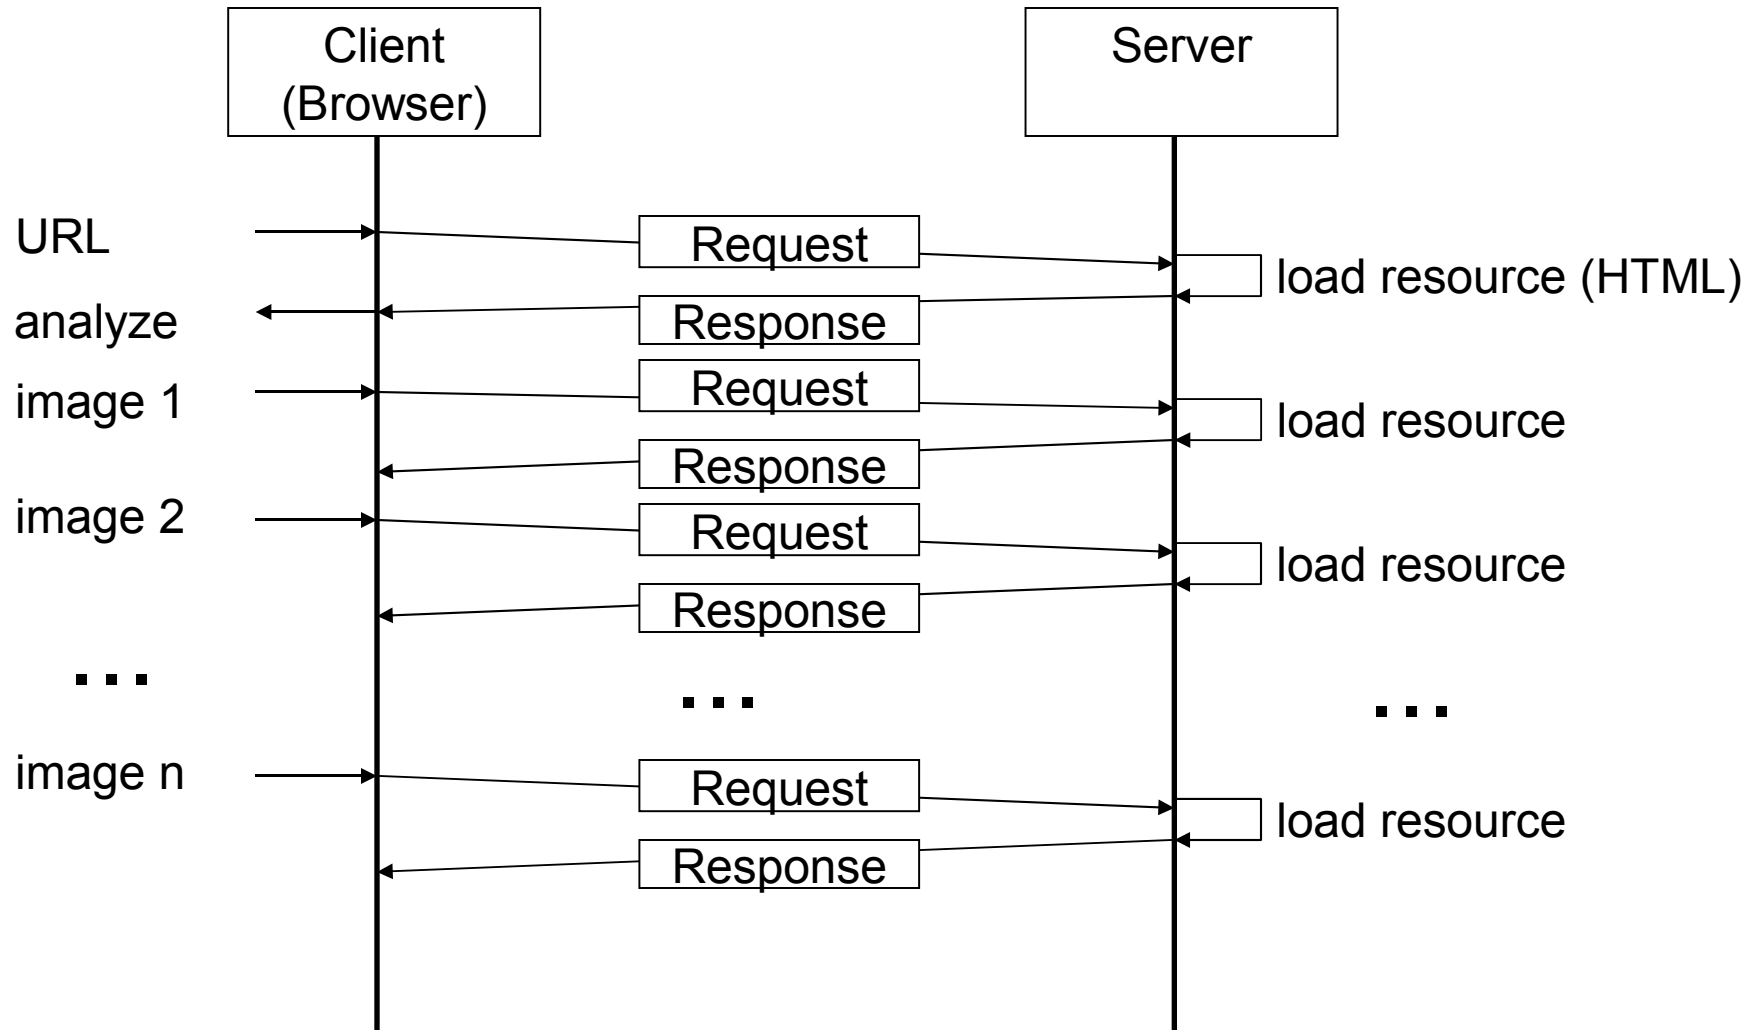 Client
(Browser)
Server
URL
Request
load resource (HTML)
analyze
Response
image 1
Request
load resource
Response
image 2
Request
load resource
Response
...
...
...
image n
Request
load resource
Response